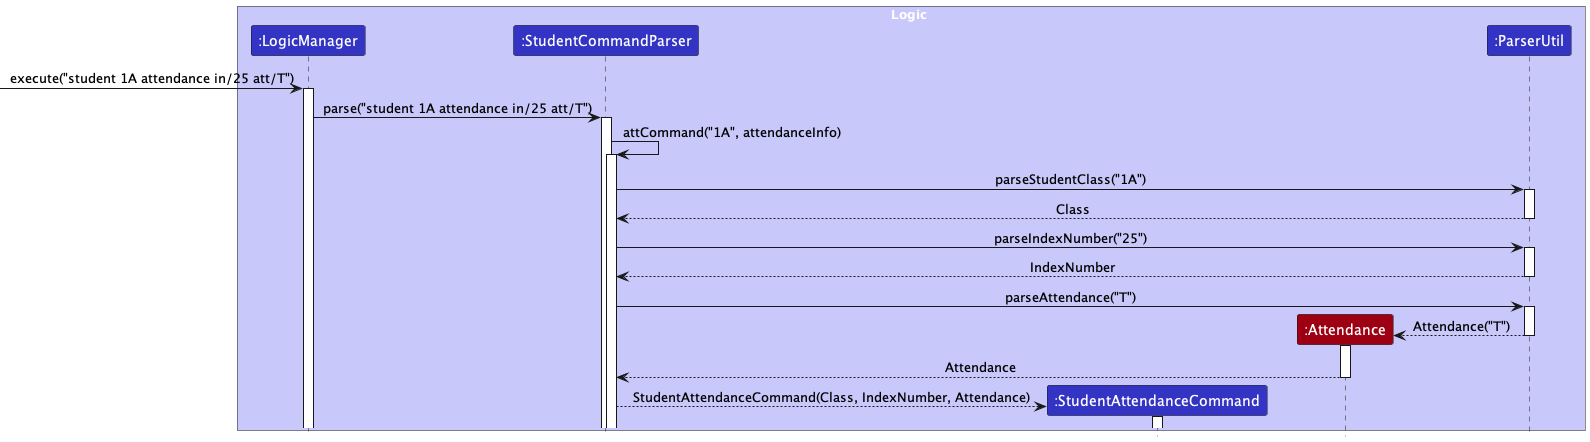 Logic
:LogicManager
:StudentCommandParser
:ParserUtil
execute("student 1A attendance in/25 att/T")
parse("student 1A attendance in/25 att/T")
attCommand("1A", attendanceInfo)
parseStudentClass("1A")
Class
parseIndexNumber("25")
IndexNumber
parseAttendance("T")
:Attendance
Attendance("T")
Attendance
StudentAttendanceCommand(Class, IndexNumber, Attendance)
:StudentAttendanceCommand